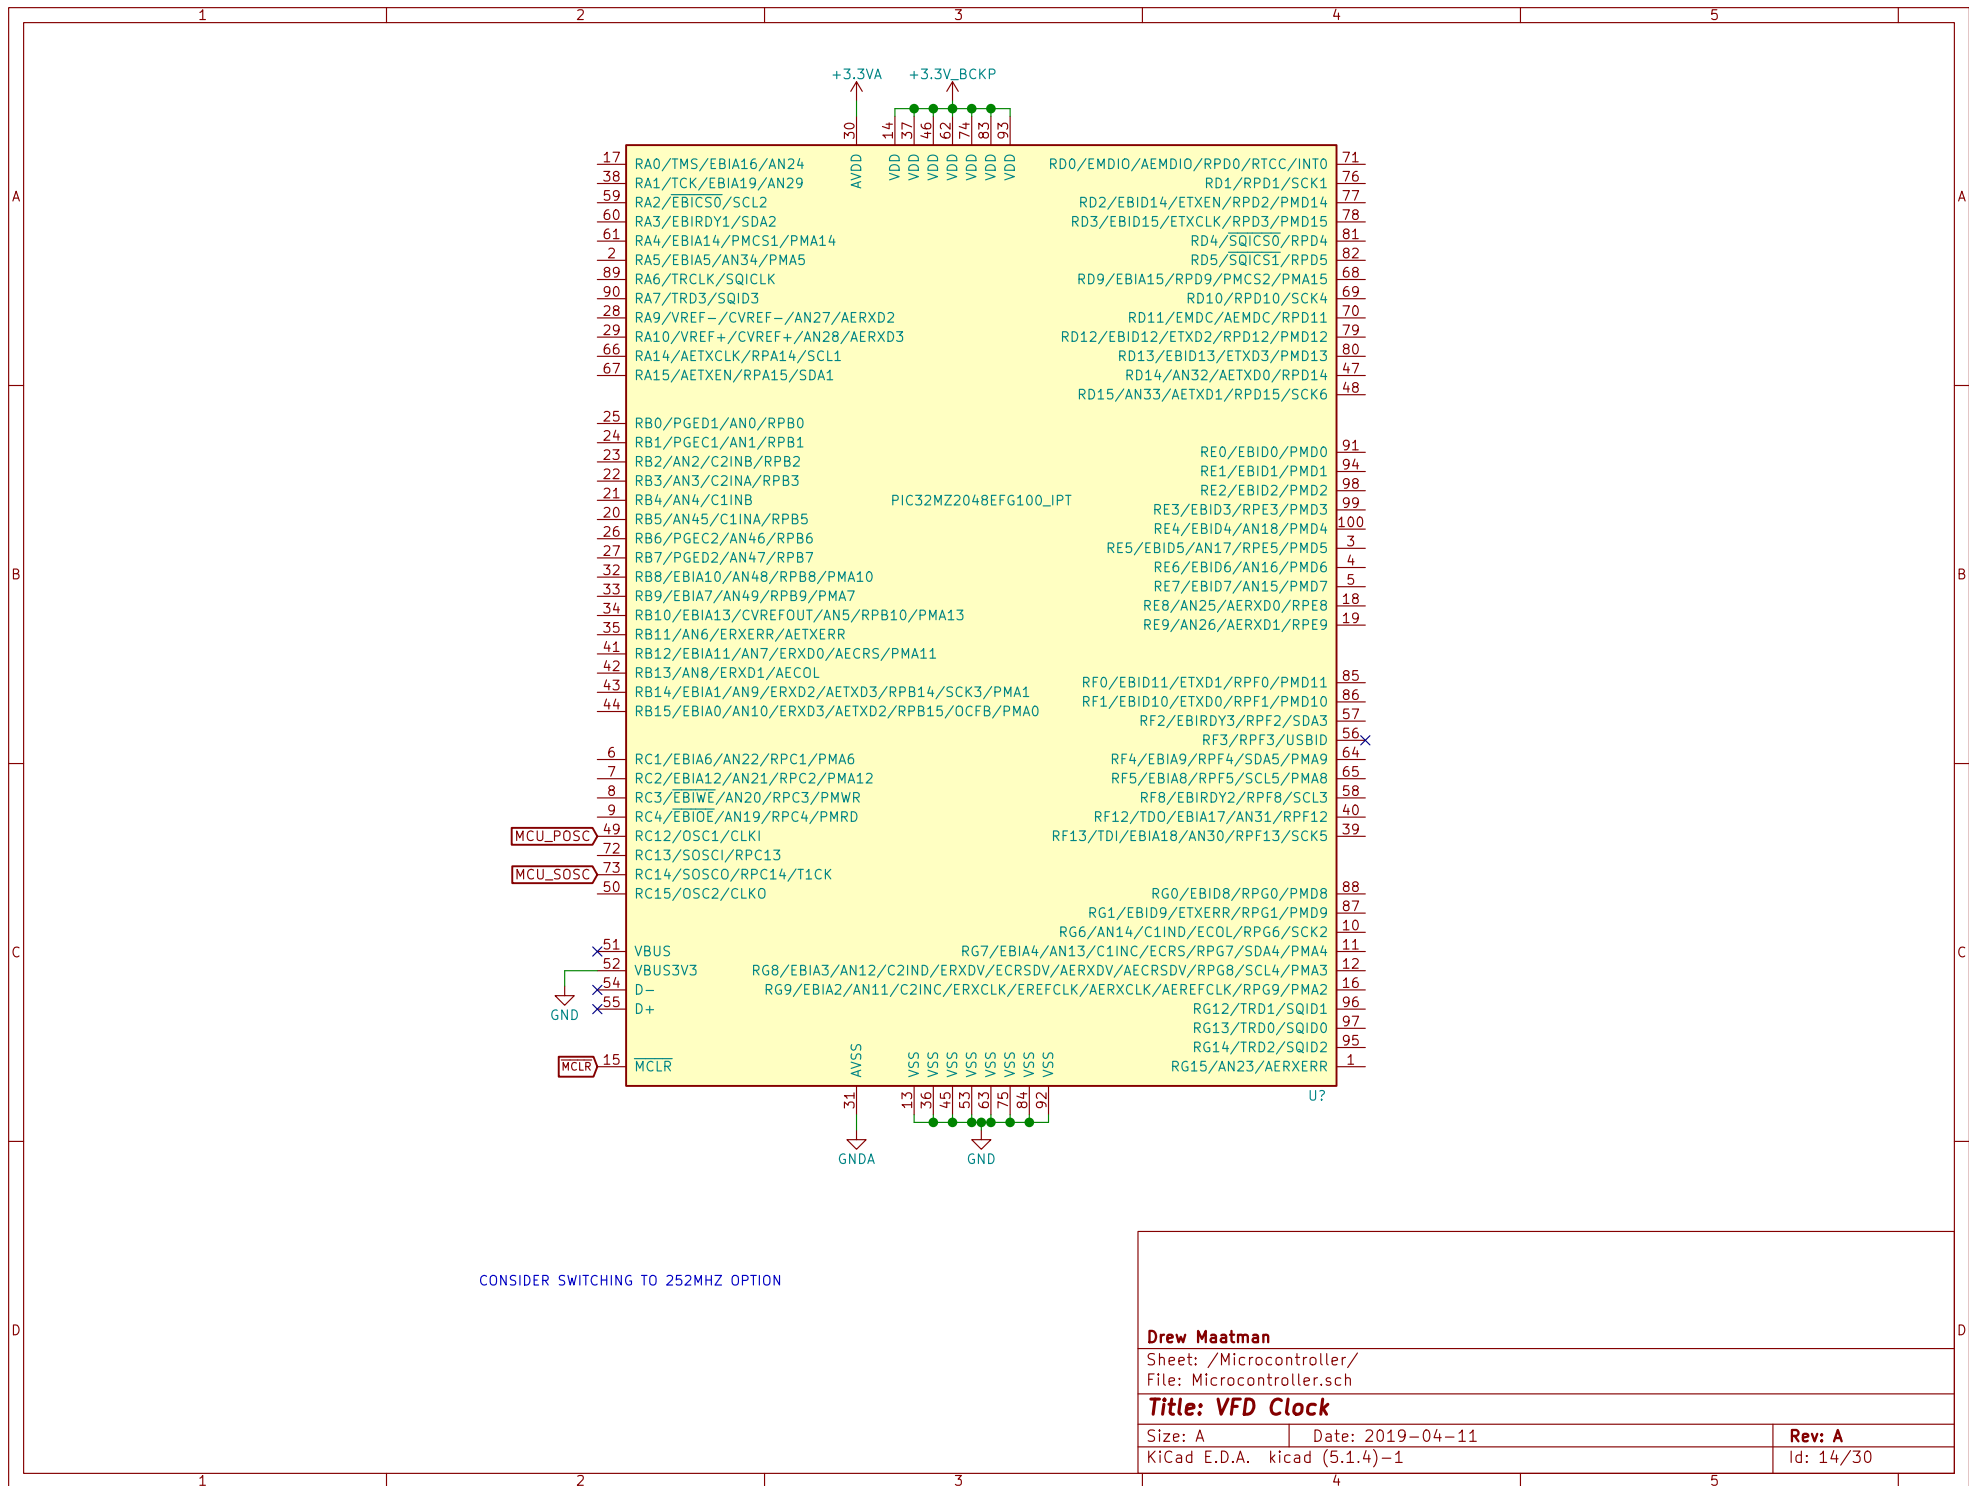 1 2 3 4 5
+3.3VA +3.3V_BCKP
30 14 37 46 62 74 83 93
AVDD VDD VDD VDD VDD VDD VDD VDD
A A
B B
C C
D D
17 RA0/TMS/EBIA16/AN24
38 RA1/TCK/EBIA19/AN29
59 RA2/EBICS0/SCL2
60 RA3/EBIRDY1/SDA2
61 RA4/EBIA14/PMCS1/PMA14
2 RA5/EBIA5/AN34/PMA5
89 RA6/TRCLK/SQICLK
90 RA7/TRD3/SQID3
28 RA9/VREF-/CVREF-/AN27/AERXD2
29 RA10/VREF+/CVREF+/AN28/AERXD3
66 RA14/AETXCLK/RPA14/SCL1
67 RA15/AETXEN/RPA15/SDA1
25 RB0/PGED1/AN0/RPB0
24 RB1/PGEC1/AN1/RPB1
23 RB2/AN2/C2INB/RPB2
22 RB3/AN3/C2INA/RPB3
21 RB4/AN4/C1INB
20 RB5/AN45/C1INA/RPB5
26 RB6/PGEC2/AN46/RPB6
27 RB7/PGED2/AN47/RPB7
32 RB8/EBIA10/AN48/RPB8/PMA10
33 RB9/EBIA7/AN49/RPB9/PMA7
34 RB10/EBIA13/CVREFOUT/AN5/RPB10/PMA13
35 RB11/AN6/ERXERR/AETXERR
41 RB12/EBIA11/AN7/ERXD0/AECRS/PMA11
42 RB13/AN8/ERXD1/AECOL
43 RB14/EBIA1/AN9/ERXD2/AETXD3/RPB14/SCK3/PMA1
44 RB15/EBIA0/AN10/ERXD3/AETXD2/RPB15/OCFB/PMA0
6 RC1/EBIA6/AN22/RPC1/PMA6
7 RC2/EBIA12/AN21/RPC2/PMA12
8 RC3/EBIWE/AN20/RPC3/PMWR
9 RC4/EBIOE/AN19/RPC4/PMRD
MCU_POSC 49 RC12/OSC1/CLKI
72 RC13/SOSCI/RPC13
MCU_SOSC 73 RC14/SOSCO/RPC14/T1CK
50 RC15/OSC2/CLKO
51 VBUS
52 VBUS3V3
54 D-
55 D+
GND
MCLR 15 MCLR
PIC32MZ2048EFG100_IPT
RD0/EMDIO/AEMDIO/RPD0/RTCC/INT0 71
RD1/RPD1/SCK1 76
RD2/EBID14/ETXEN/RPD2/PMD14 77
RD3/EBID15/ETXCLK/RPD3/PMD15 78
RD4/SQICS0/RPD4 81
RD5/SQICS1/RPD5 82
RD9/EBIA15/RPD9/PMCS2/PMA15 68
RD10/RPD10/SCK4 69
RD11/EMDC/AEMDC/RPD11 70
RD12/EBID12/ETXD2/RPD12/PMD12 79
RD13/EBID13/ETXD3/PMD13 80
RD14/AN32/AETXD0/RPD14 47
RD15/AN33/AETXD1/RPD15/SCK6 48
RE0/EBID0/PMD0 91
RE1/EBID1/PMD1 94
RE2/EBID2/PMD2 98
RE3/EBID3/RPE3/PMD3 99
RE4/EBID4/AN18/PMD4 100
RE5/EBID5/AN17/RPE5/PMD5 3
RE6/EBID6/AN16/PMD6 4
RE7/EBID7/AN15/PMD7 5
RE8/AN25/AERXD0/RPE8 18
RE9/AN26/AERXD1/RPE9 19
RF0/EBID11/ETXD1/RPF0/PMD11 85
RF1/EBID10/ETXD0/RPF1/PMD10 86
RF2/EBIRDY3/RPF2/SDA3 57
RF3/RPF3/USBID 56
RF4/EBIA9/RPF4/SDA5/PMA9 64
RF5/EBIA8/RPF5/SCL5/PMA8 65
RF8/EBIRDY2/RPF8/SCL3 58
RF12/TDO/EBIA17/AN31/RPF12 40
RF13/TDI/EBIA18/AN30/RPF13/SCK5 39
RG0/EBID8/RPG0/PMD8 88
RG1/EBID9/ETXERR/RPG1/PMD9 87
RG6/AN14/C1IND/ECOL/RPG6/SCK2 10
RG7/EBIA4/AN13/C1INC/ECRS/RPG7/SDA4/PMA4 11
RG8/EBIA3/AN12/C2IND/ERXDV/ECRSDV/AERXDV/AECRSDV/RPG8/SCL4/PMA3 12
RG9/EBIA2/AN11/C2INC/ERXCLK/EREFCLK/AERXCLK/AEREFCLK/RPG9/PMA2 16
RG12/TRD1/SQID1 96
RG13/TRD0/SQID0 97
RG14/TRD2/SQID2 95
RG15/AN23/AERXERR 1
AVSS VSS VSS VSS VSS VSS VSS VSS VSS
U?
31 13 36 45 53 63 75 84 92
GNDA GND
CONSIDER SWITCHING TO 252MHZ OPTION
Drew Maatman
Sheet: /Microcontroller/
File: Microcontroller.sch
Title: VFD Clock
Size: A Date: 2019-04-11 Rev: A
KiCad E.D.A. kicad (5.1.4)-1 Id: 14/30
1 2 3 4 5